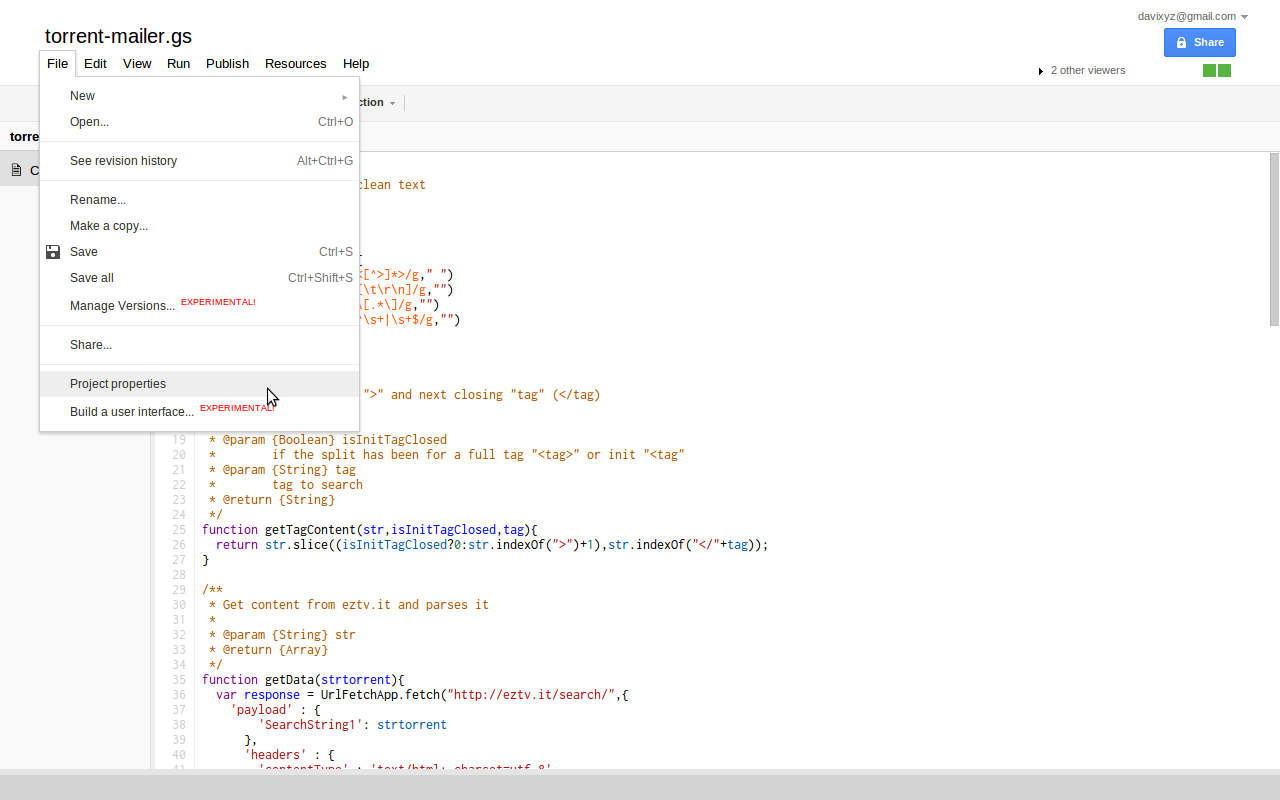 davixyz@gmail.com
torrent-mailer.gs
Share
File Edit View Run Publish Resources Help
2 other viewers
New
Open... Ctrl+O
See revision history Alt+Ctrl+G
Rename...
Make a copy...
Save Ctrl+S
Save all Ctrl+Shift+S
Manage Versions... EXPERIMENTAL!
Share...
Project properties
Build a user interface... EXPERIMENTAL!
ction
torre
C
clean text
[^>]*>/g," ")
[\t\r\n]/g,"")
\[.*\]/g,"")
^\s+|\s+$/g,"")
">" and next closing "tag" (</tag)
19 * @param {Boolean} isInitTagClosed
20 * if the split has been for a full tag "<tag>" or init "<tag"
21 * @param {String} tag
22 * tag to search
23 * @return {String}
24 */
25 function getTagContent(str,isInitTagClosed,tag){
26 return str.slice((isInitTagClosed?0:str.indexOf(">")+1),str.indexOf("</"+tag));
27 }
28
29 /**
30 * Get content from eztv.it and parses it
31 *
32 * @param {String} str
33 * @return {Array}
34 */
35 function getData(strtorrent){
36 var response = UrlFetchApp.fetch("http://eztv.it/search/",{
37 'payload' : {
38 'SearchString1': strtorrent
39 },
40 'headers' : {
41 'contentType' : 'text/html; charset=utf-8'